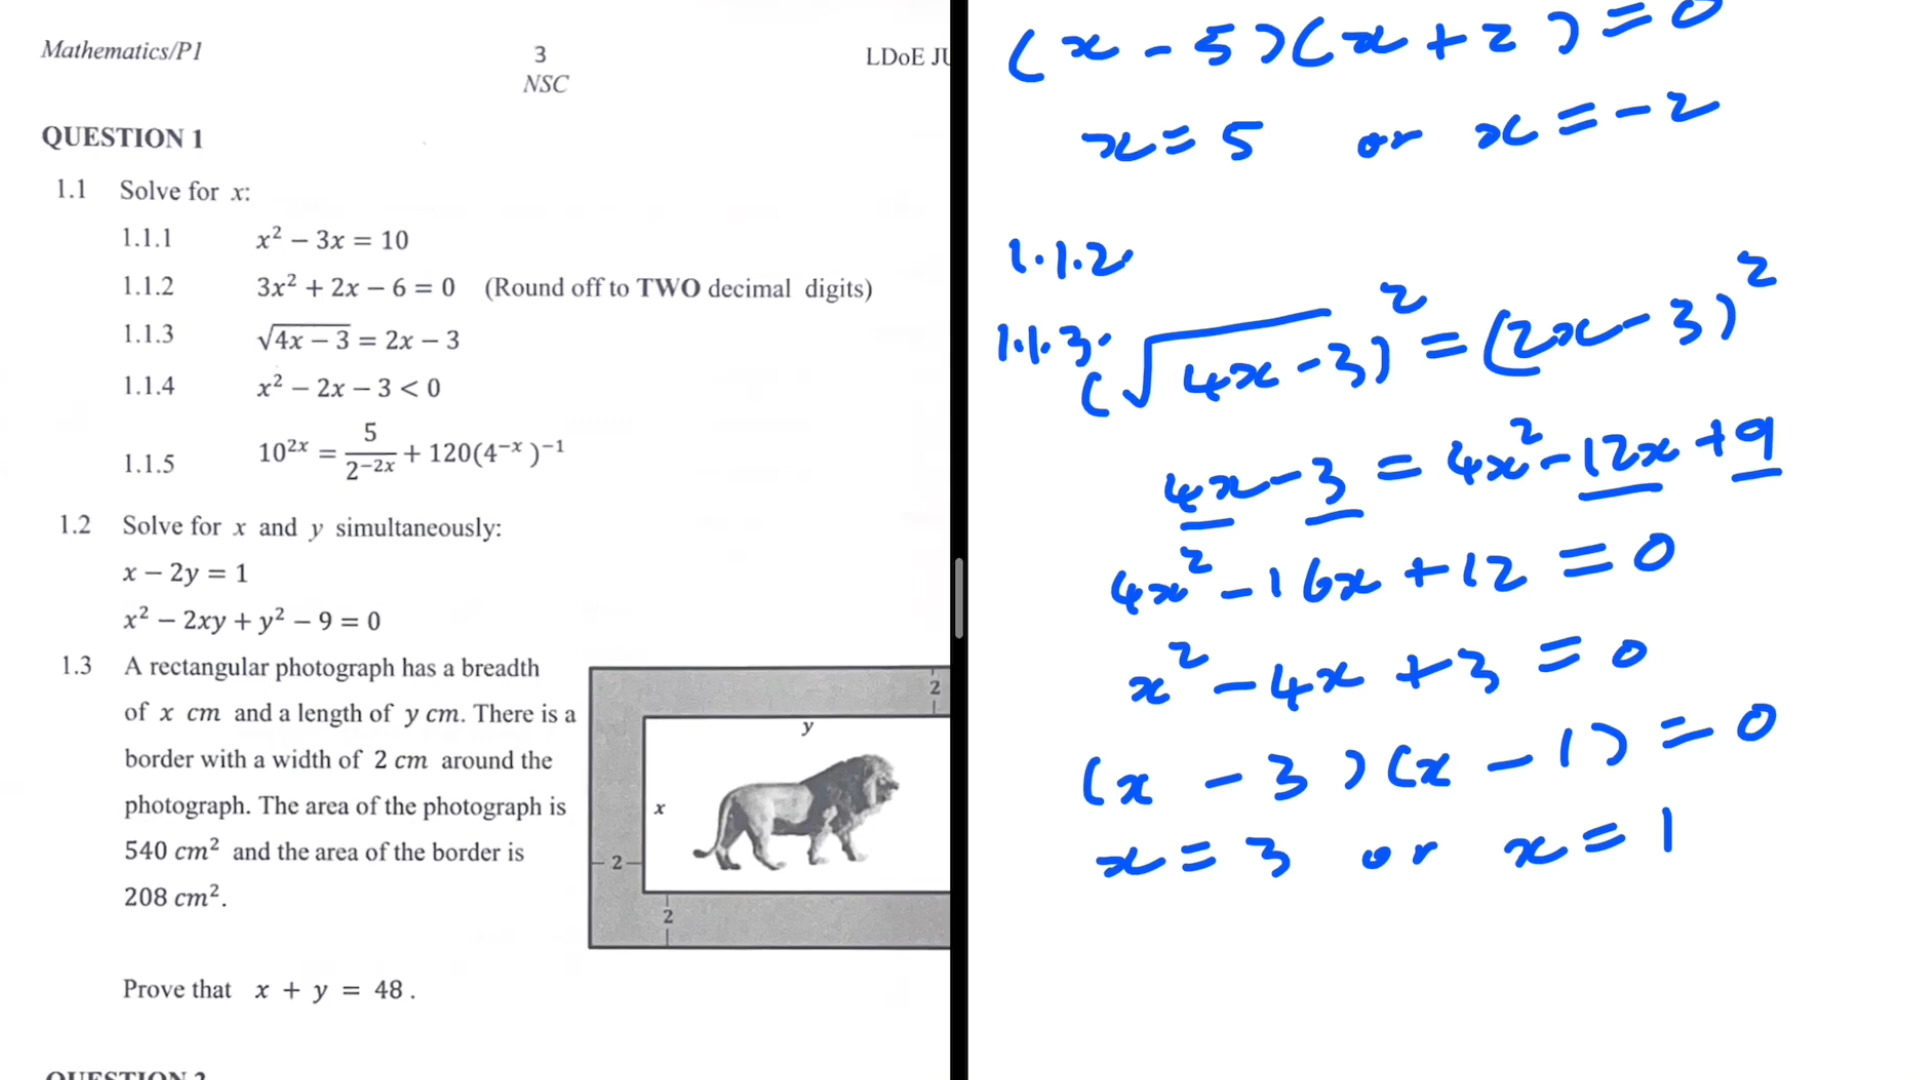 Mathematics/P1
3
NSC
LDoE JU
QUESTION 1
1.1 Solve for x:
1.1.1 x² − 3x = 10
1.1.2 3x² + 2x − 6 = 0 (Round off to TWO decimal digits)
1.1.3 √(4x − 3) = 2x − 3
1.1.4 x² − 2x − 3 < 0
1.1.5 10²ˣ = 5/2⁻²ˣ + 120(4⁻ˣ)⁻¹
1.2 Solve for x and y simultaneously:
x − 2y = 1
x² − 2xy + y² − 9 = 0
1.3 A rectangular photograph has a breadth
of x cm and a length of y cm. There is a
border with a width of 2 cm around the
photograph. The area of the photograph is
540 cm² and the area of the border is
208 cm².
Prove that x + y = 48.
2
y
x
2
2
QUESTION 2
(x − 5)(x + 2) = 0
x = 5 or x = −2
1.1.2
1.1.3. (√(4x − 3))² = (2x − 3)²
4x − 3 = 4x² − 12x + 9
4x² − 16x + 12 = 0
x² − 4x + 3 = 0
(x − 3)(x − 1) = 0
x = 3 or x = 1